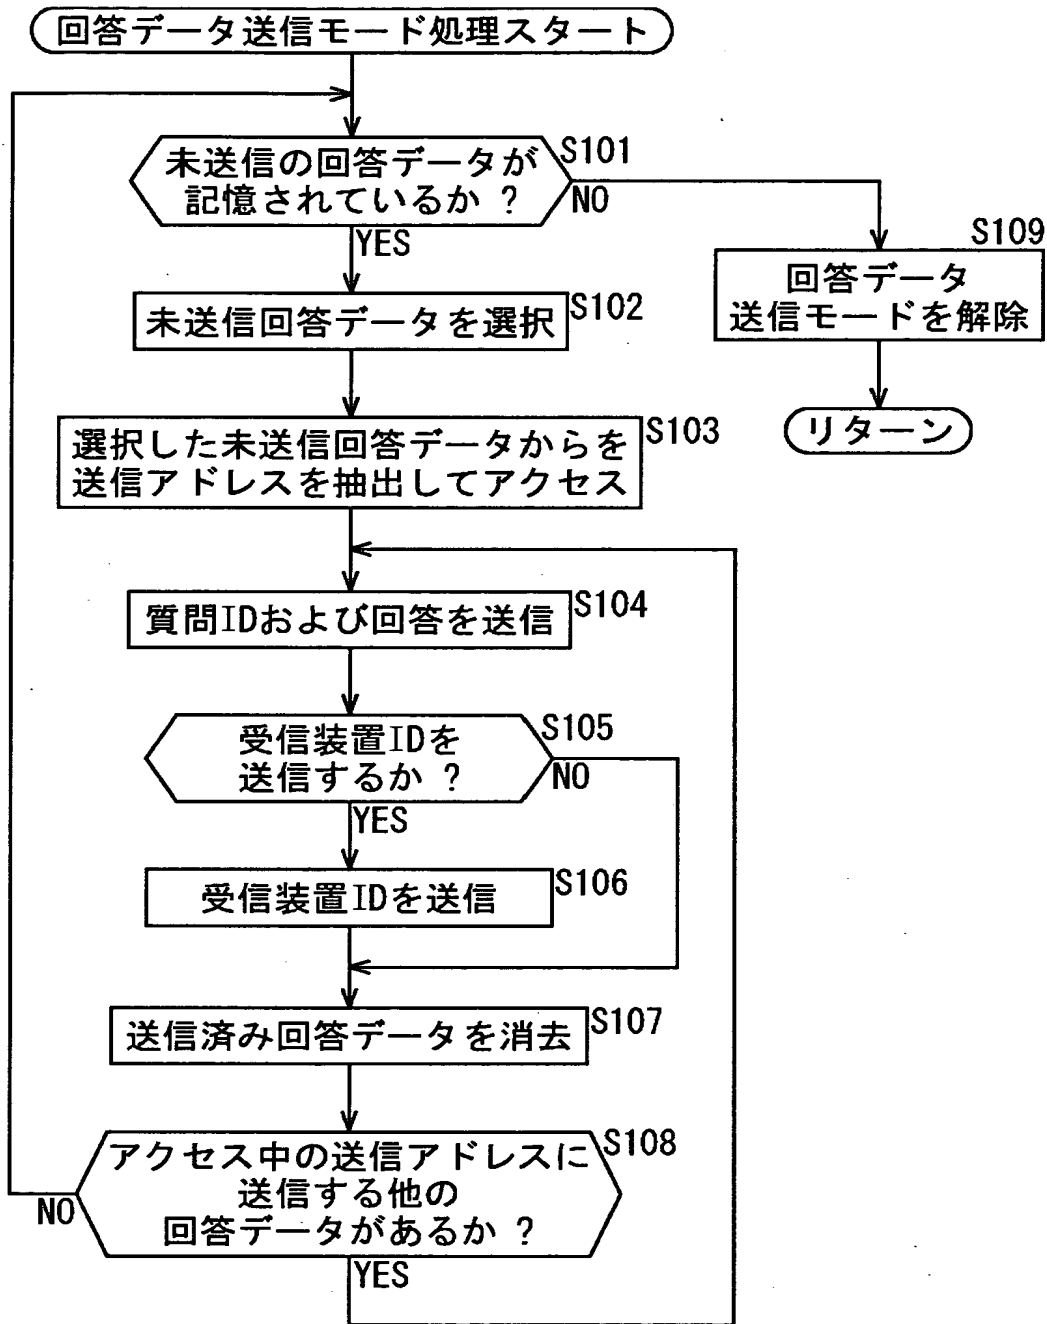 回答データ送信モード処理スタート
未送信の回答データが
記憶されているか ?
S101
NO
YES
S109
回答データ
送信モードを解除
リターン
未送信回答データを選択
S102
選択した未送信回答データからを
送信アドレスを抽出してアクセス
S103
質問IDおよび回答を送信
S104
受信装置IDを
送信するか ?
S105
NO
YES
受信装置IDを送信
S106
送信済み回答データを消去
S107
アクセス中の送信アドレスに
送信する他の
回答データがあるか ?
S108
NO
YES